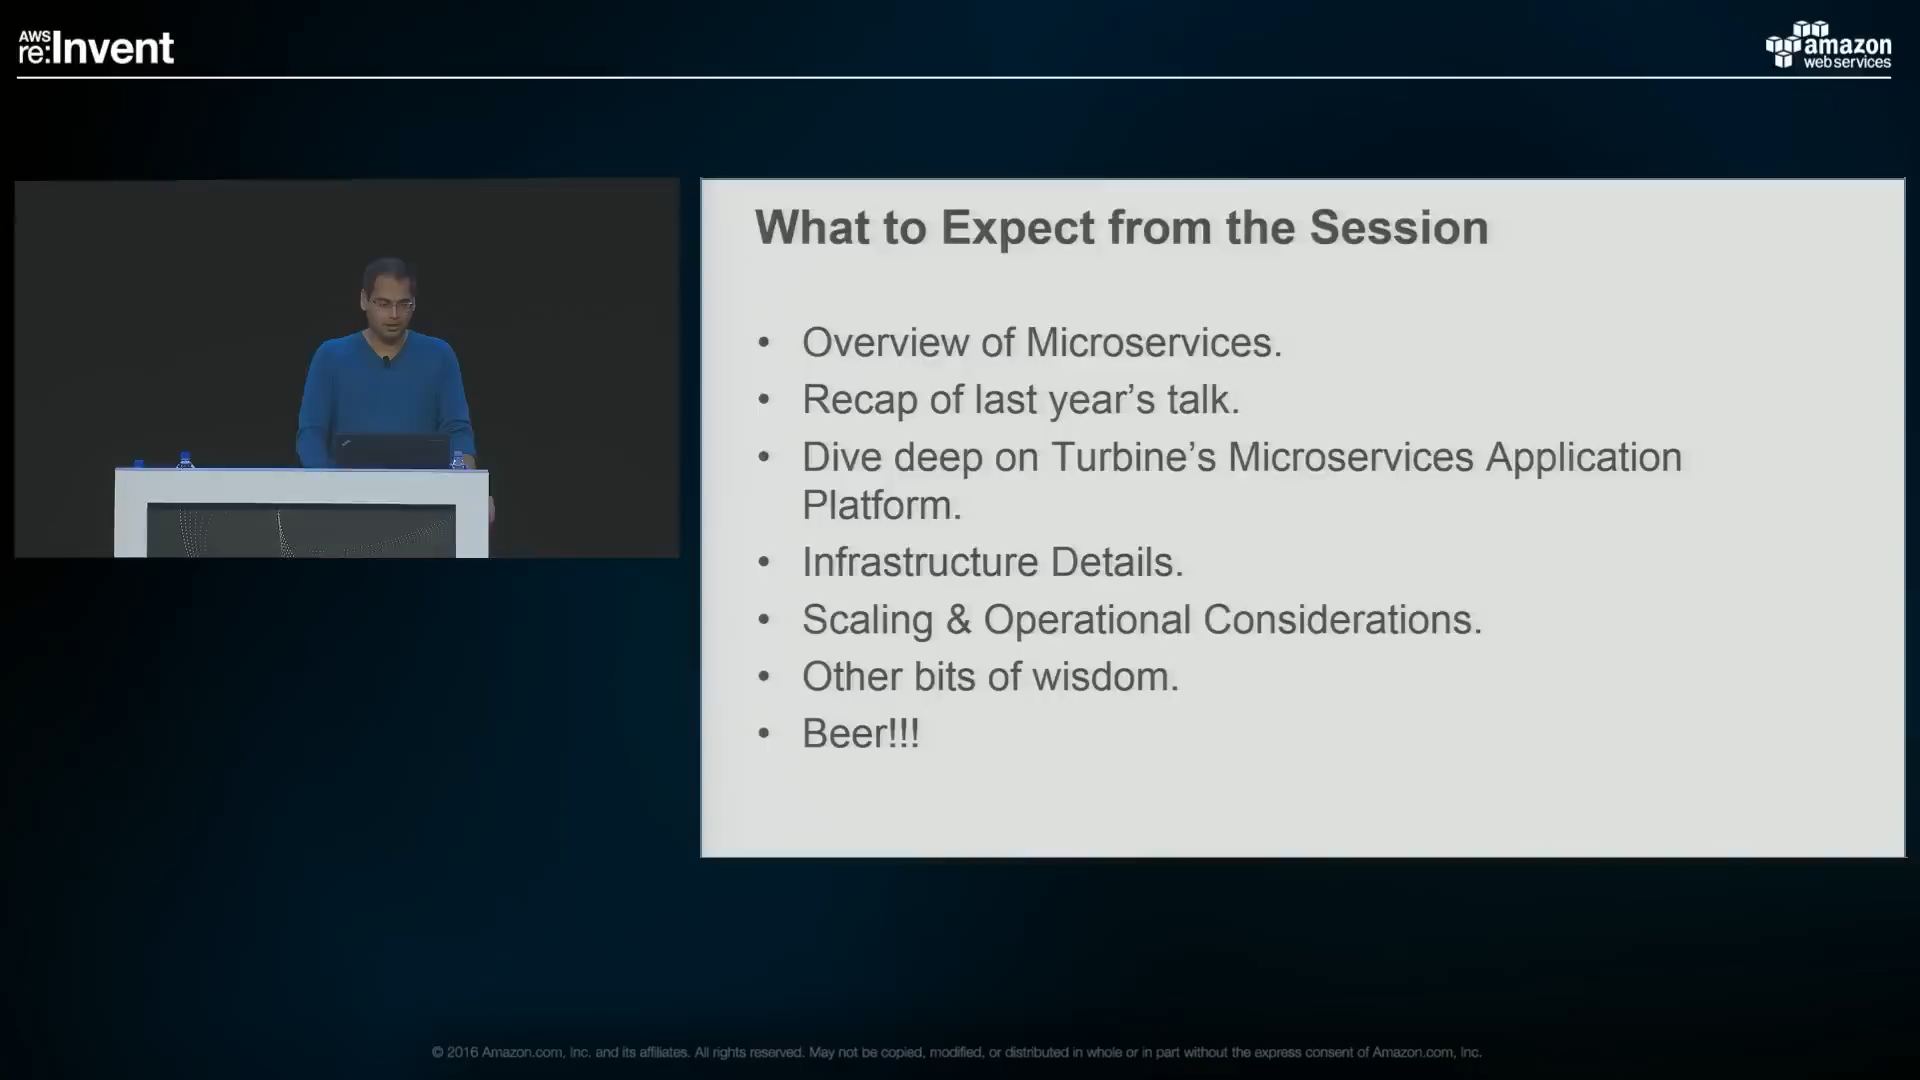 AWS
re:Invent
amazon
web services
What to Expect from the Session
• Overview of Microservices.
• Recap of last year’s talk.
• Dive deep on Turbine’s Microservices Application
Platform.
• Infrastructure Details.
• Scaling & Operational Considerations.
• Other bits of wisdom.
• Beer!!!
© 2016 Amazon.com, Inc. and its affiliates. All rights reserved. May not be copied, modified, or distributed in whole or in part without the express consent of Amazon.com, Inc.